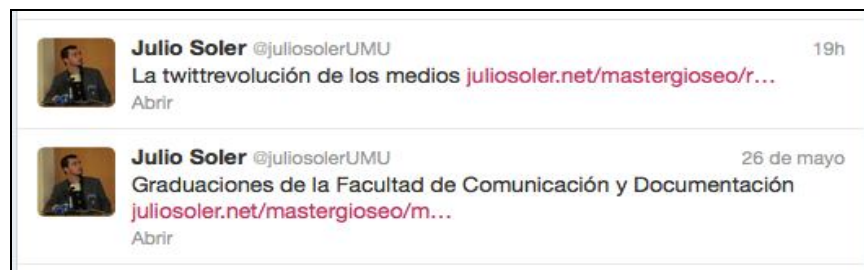 Julio Soler @juliosolerUMU 19h
La twittrevolución de los medios juliosoler.net/mastergioseo/r…
Abrir
Julio Soler @juliosolerUMU 26 de mayo
Graduaciones de la Facultad de Comunicación y Documentación
juliosoler.net/mastergioseo/m…
Abrir